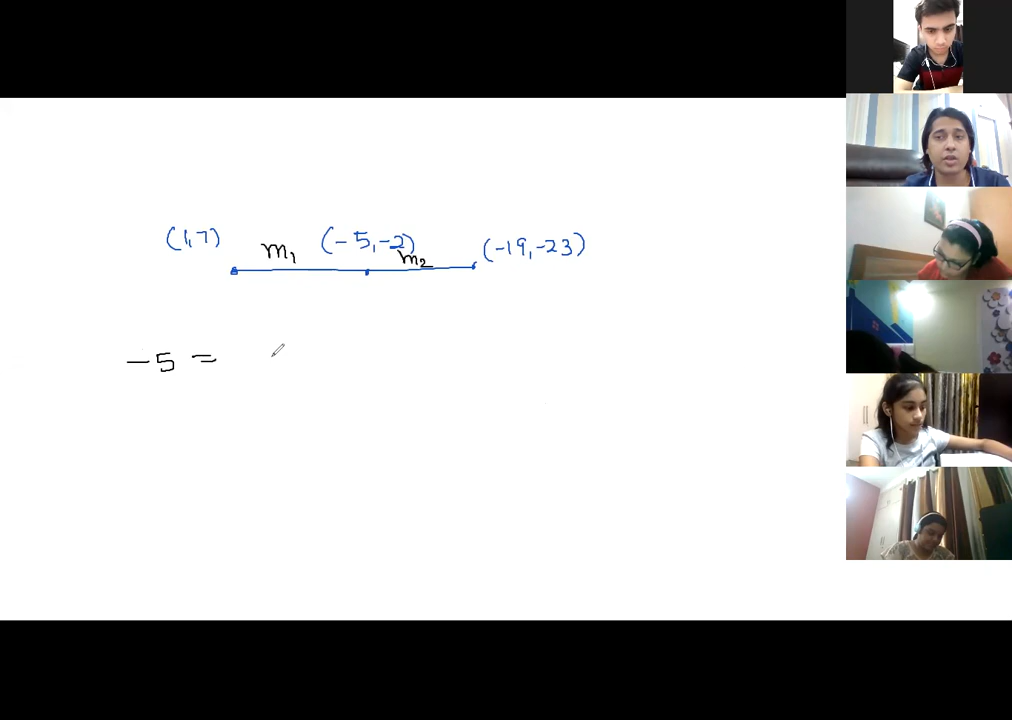 (1,7) m1 (-5,-2) m2 (-19,-23)
-5 =